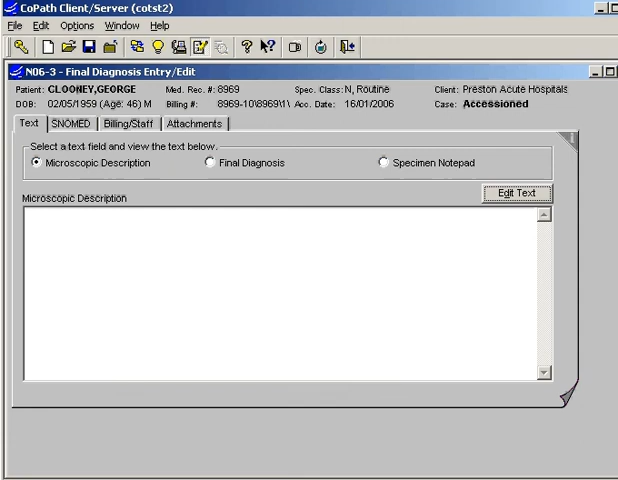 CoPath Client/Server (cotst2)
File Edit Options Window Help
N06-3 - Final Diagnosis Entry/Edit
Patient: CLOONEY,GEORGE Med. Rec. #: 8969 Spec. Class: N, Routine Client: Preston Acute Hospitals
DOB: 02/05/1959 (Age: 46) M Billing #: 8969-10\8969\1\ Acc. Date: 16/01/2006 Case: Accessioned
Text SNOMED Billing/Staff Attachments
Select a text field and view the text below.
Microscopic Description Final Diagnosis Specimen Notepad
Edit Text
Microscopic Description